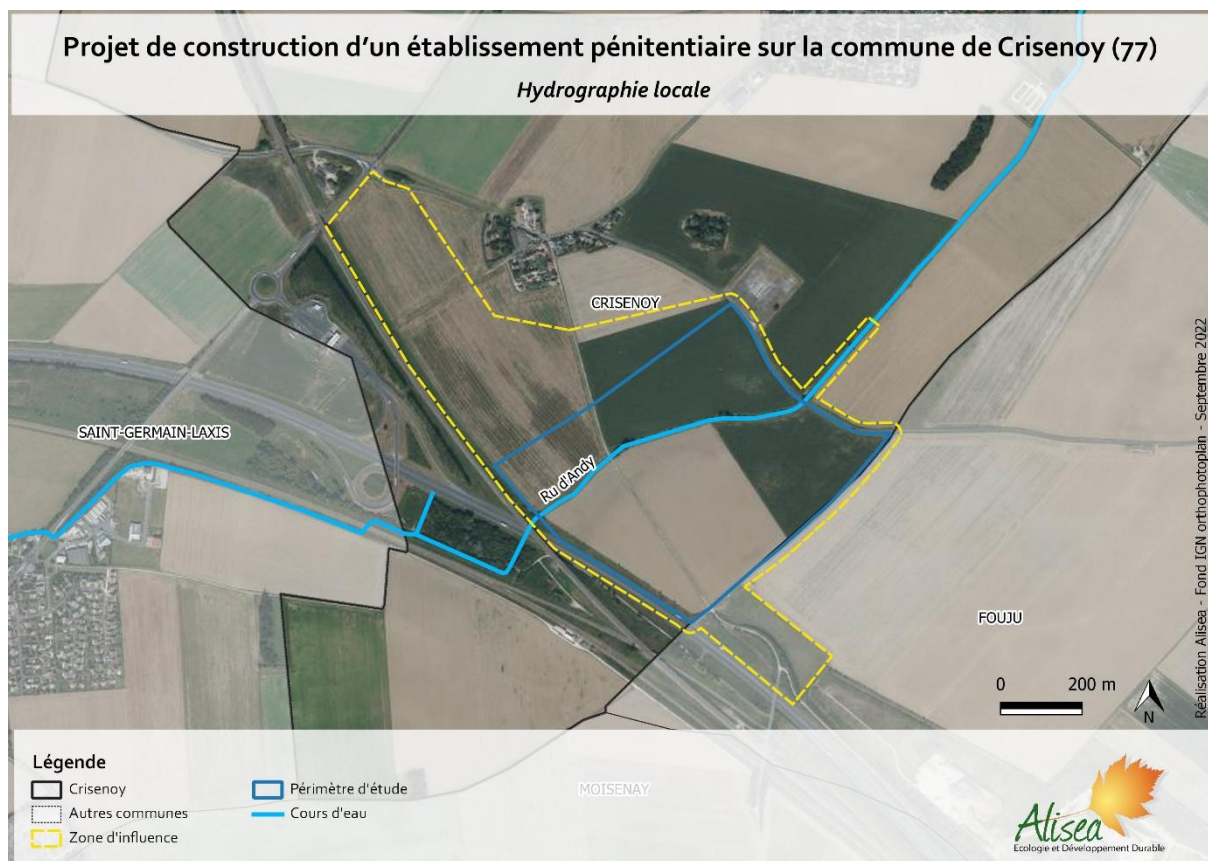 Projet de construction d'un établissement pénitentiaire sur la commune de Crisenoy (77)
Hydrographie locale
CRISENOY
SAINT-GERMAIN-LAXIS
Ru d'Andy
FOUJU
0 200 m
N
Réalisation Alisea - Fond IGN orthophotoplan - Septembre 2022
Légende
Crisenoy
Autres communes
Zone d'influence
Périmètre d'étude
Cours d'eau
MOISENAY
Alisea
Ecologie et Développement Durable